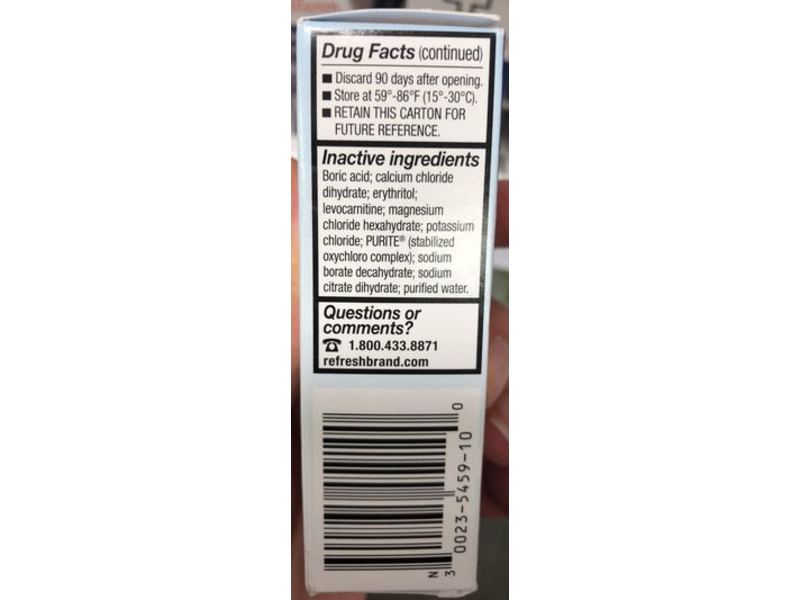 Drug Facts (continued)
■ Discard 90 days after opening.
■ Store at 59°-86°F (15°-30°C).
■ RETAIN THIS CARTON FOR
FUTURE REFERENCE.
Inactive ingredients
Boric acid; calcium chloride
dihydrate; erythritol;
levocarnitine; magnesium
chloride hexahydrate; potassium
chloride; PURITE® (stabilized
oxychloro complex); sodium
borate decahydrate; sodium
citrate dihydrate; purified water.
Questions or
comments?
☎ 1.800.433.8871
refreshbrand.com
N
3 0023-5459-10 0